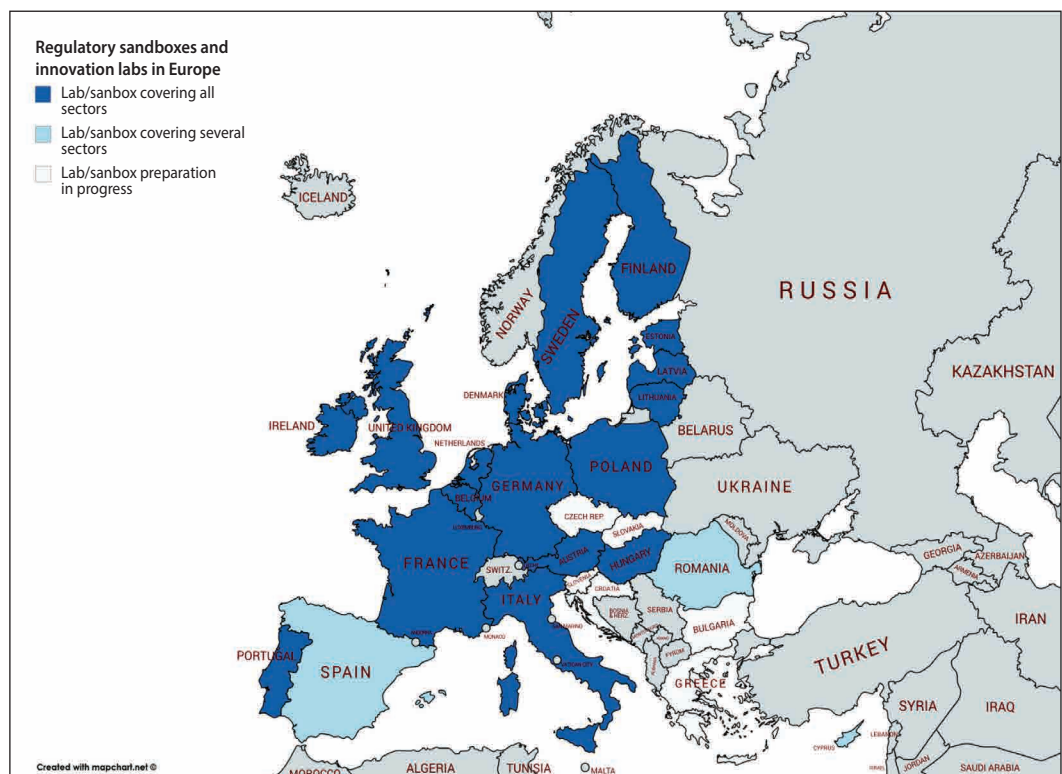 Regulatory sandboxes and
innovation labs in Europe
Lab/sanbox covering all
sectors
Lab/sanbox covering several
sectors
Lab/sanbox preparation
in progress
ICELAND
NORWAY
SWEDEN
FINLAND
RUSSIA
ESTONIA
LATVIA
LITHUANIA
KAZAKHSTAN
DENMARK
IRELAND
UNITED KINGDOM
NETHERLANDS
BELARUS
BELGIUM
GERMANY
POLAND
UKRAINE
CZECH REP.
SLOVAKIA
MOLDOVA
FRANCE
SWITZ.
AUSTRIA
HUNGARY
ROMANIA
GEORGIA
AZERBAIJAN
ARMENIA
SLOVENIA
CROATIA
ITALY
BOSNIA
& HERZ.
SERBIA
BULGARIA
MONACO
SAN MARINO
VATICAN CITY
FYROM
PORTUGAL
SPAIN
GREECE
TURKEY
IRAN
SYRIA
IRAQ
CYPRUS
LEBANON
ISRAEL
JORDAN
SAUDI ARABIA
MOROCCO
ALGERIA
TUNISIA
MALTA
Created with mapchart.net ©